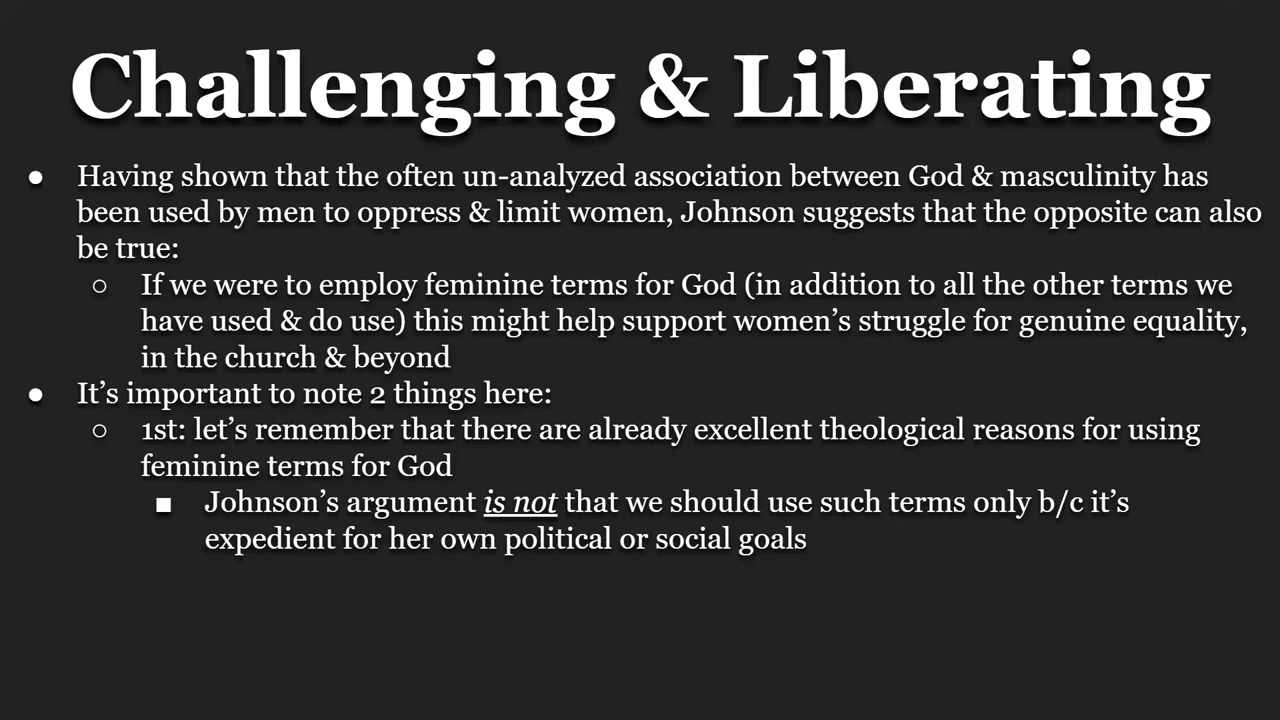 Challenging & Liberating
● Having shown that the often un-analyzed association between God & masculinity has
been used by men to oppress & limit women, Johnson suggests that the opposite can also
be true:
○ If we were to employ feminine terms for God (in addition to all the other terms we
have used & do use) this might help support women’s struggle for genuine equality,
in the church & beyond
● It’s important to note 2 things here:
○ 1st: let’s remember that there are already excellent theological reasons for using
feminine terms for God
■ Johnson’s argument is not that we should use such terms only b/c it’s
expedient for her own political or social goals